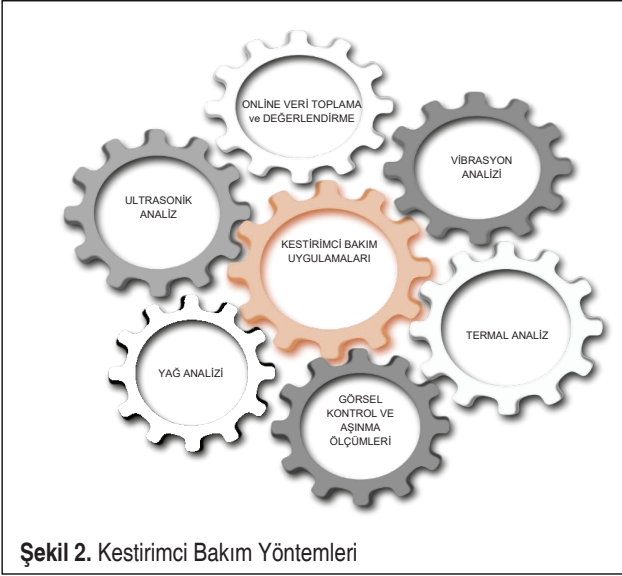 ONLİNE VERİ TOPLAMA
ve DEĞERLENDİRME
VİBRASYON
ANALİZİ
ULTRASONİK
ANALİZ
KESTİRİMCİ BAKIM
UYGULAMALARI
TERMAL ANALİZ
YAĞ ANALİZİ
GÖRSEL
KONTROL VE
AŞINMA
ÖLÇÜMLERİ
Şekil 2. Kestirimci Bakım Yöntemleri